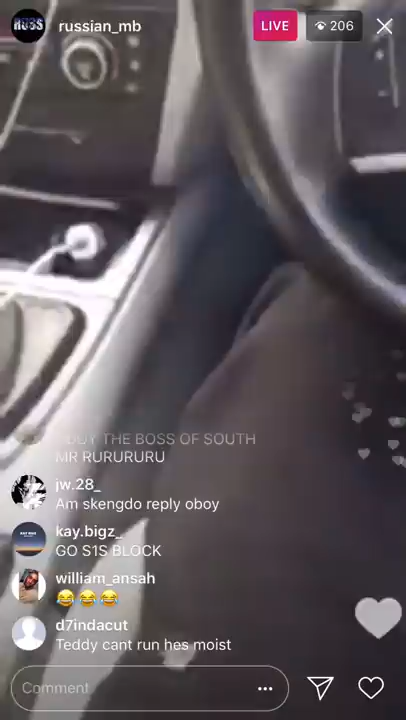 RUSS
russian_mb
LIVE
206
THE BOSS OF SOUTH
MR RURURURU
jw.28_
Am skengdo reply oboy
kay.bigz_
GO S1S BLOCK
william_ansah
😂😂😂
d7indacut
Teddy cant run hes moist
Comment